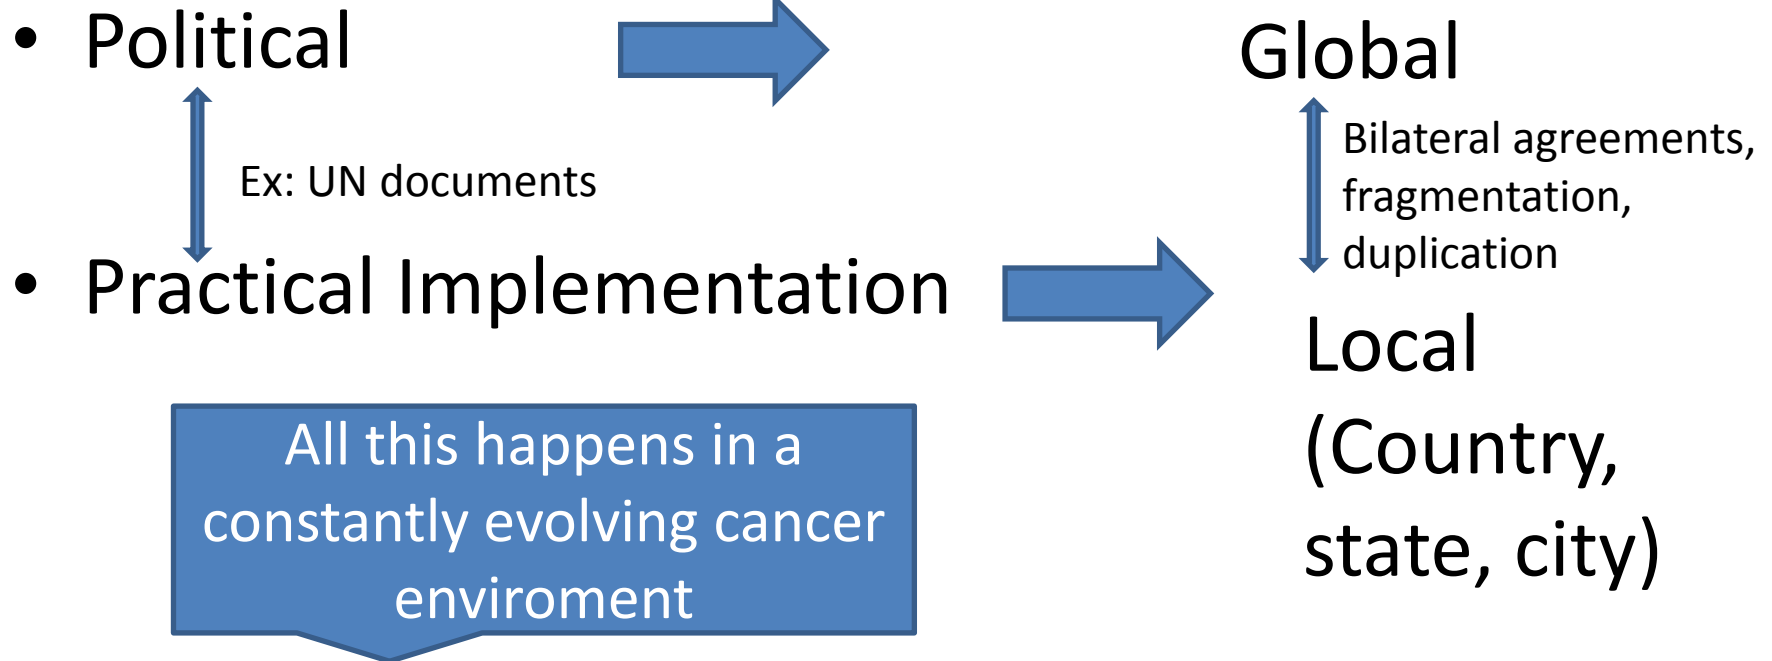 • Political
Global
Ex: UN documents
Bilateral agreements,
fragmentation,
duplication
• Practical Implementation
Local
(Country,
state, city)
All this happens in a
constantly evolving cancer
enviroment